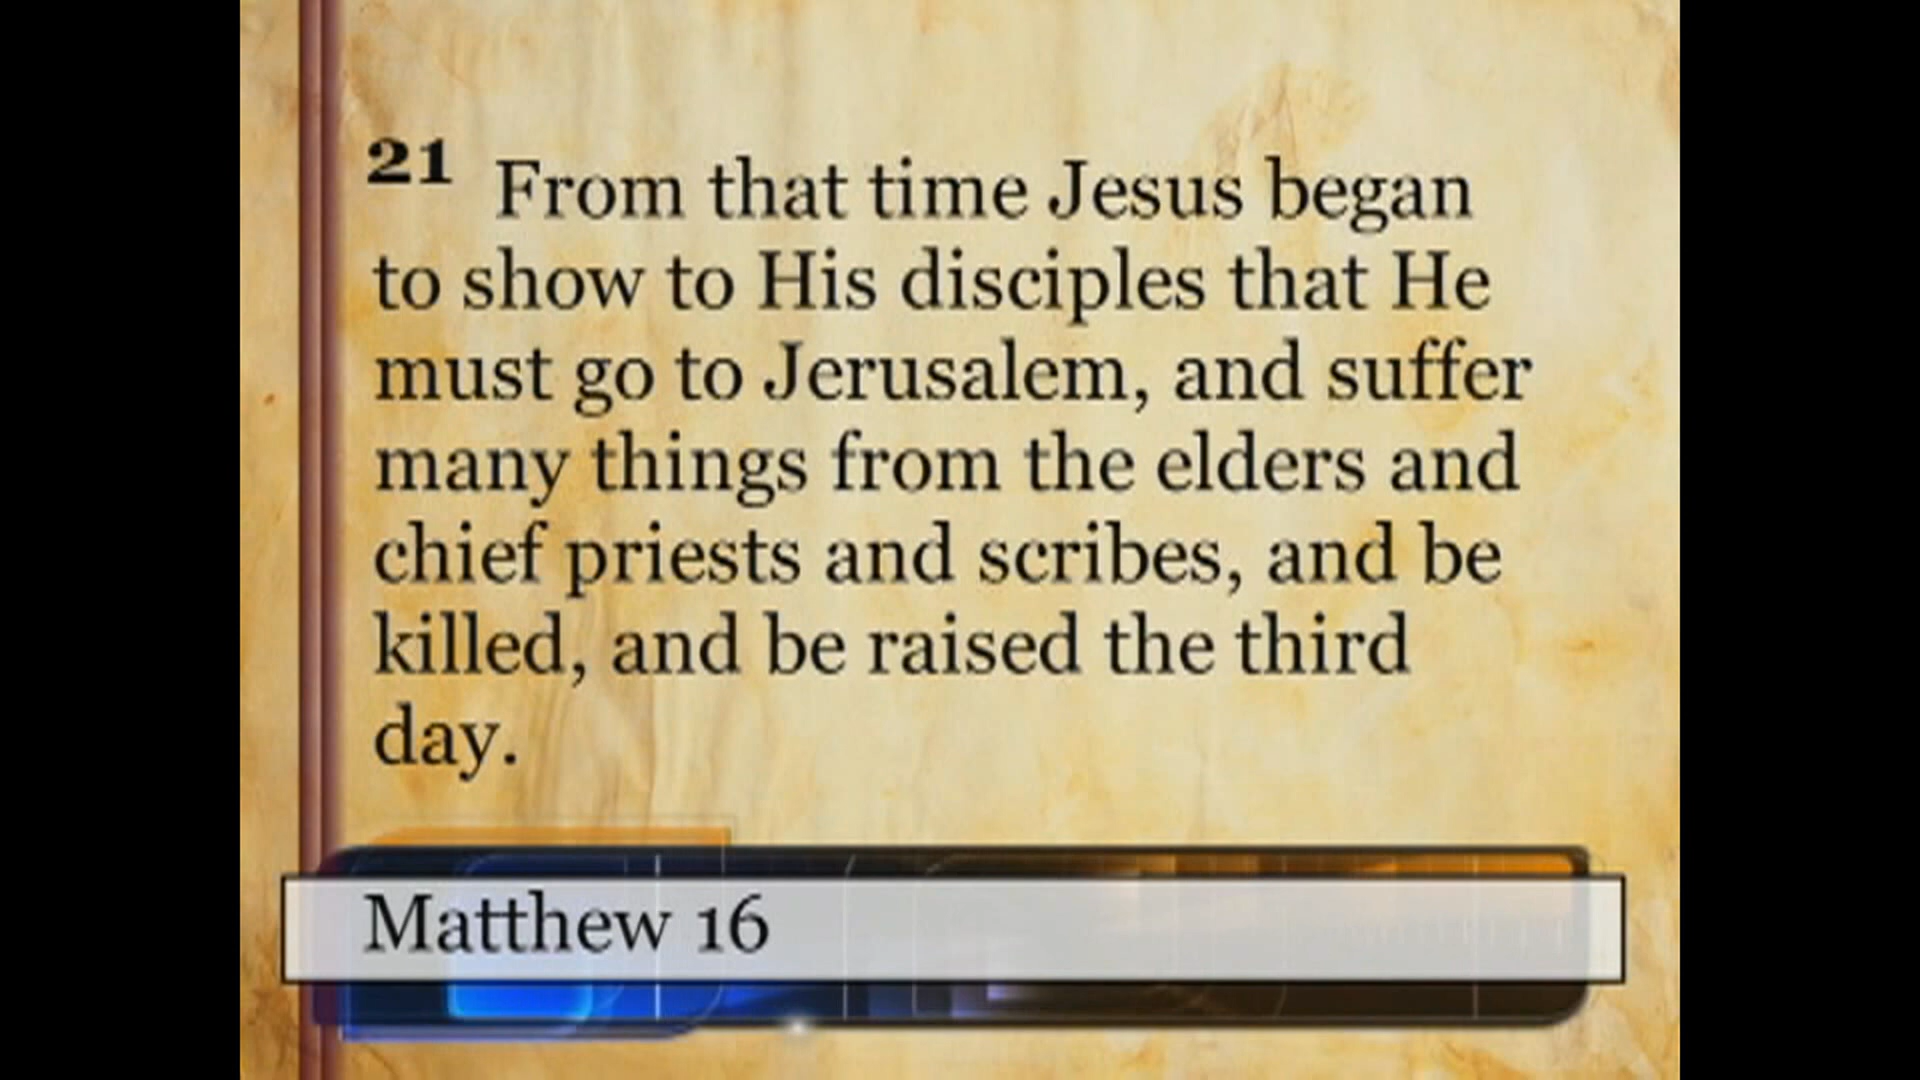 21 From that time Jesus began
to show to His disciples that He
must go to Jerusalem, and suffer
many things from the elders and
chief priests and scribes, and be
killed, and be raised the third
day.
Matthew 16